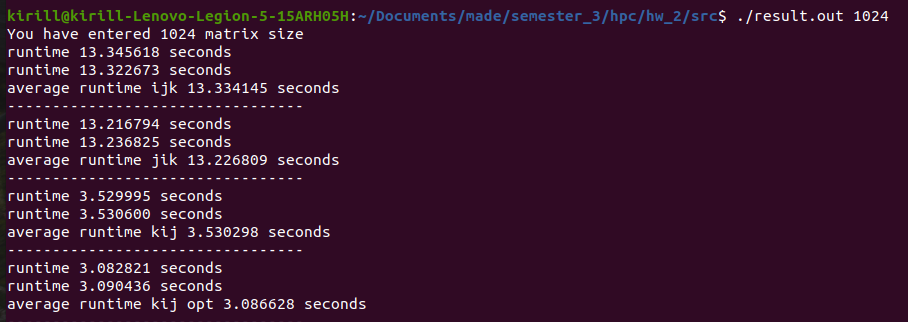 kirill@kirill-Lenovo-Legion-5-15ARH05H:~/Documents/made/semester_3/hpc/hw_2/src$ ./result.out 1024
You have entered 1024 matrix size
runtime 13.345618 seconds
runtime 13.322673 seconds
average runtime ijk 13.334145 seconds
---------------------------------
runtime 13.216794 seconds
runtime 13.236825 seconds
average runtime jik 13.226809 seconds
---------------------------------
runtime 3.529995 seconds
runtime 3.530600 seconds
average runtime kij 3.530298 seconds
---------------------------------
runtime 3.082821 seconds
runtime 3.090436 seconds
average runtime kij opt 3.086628 seconds